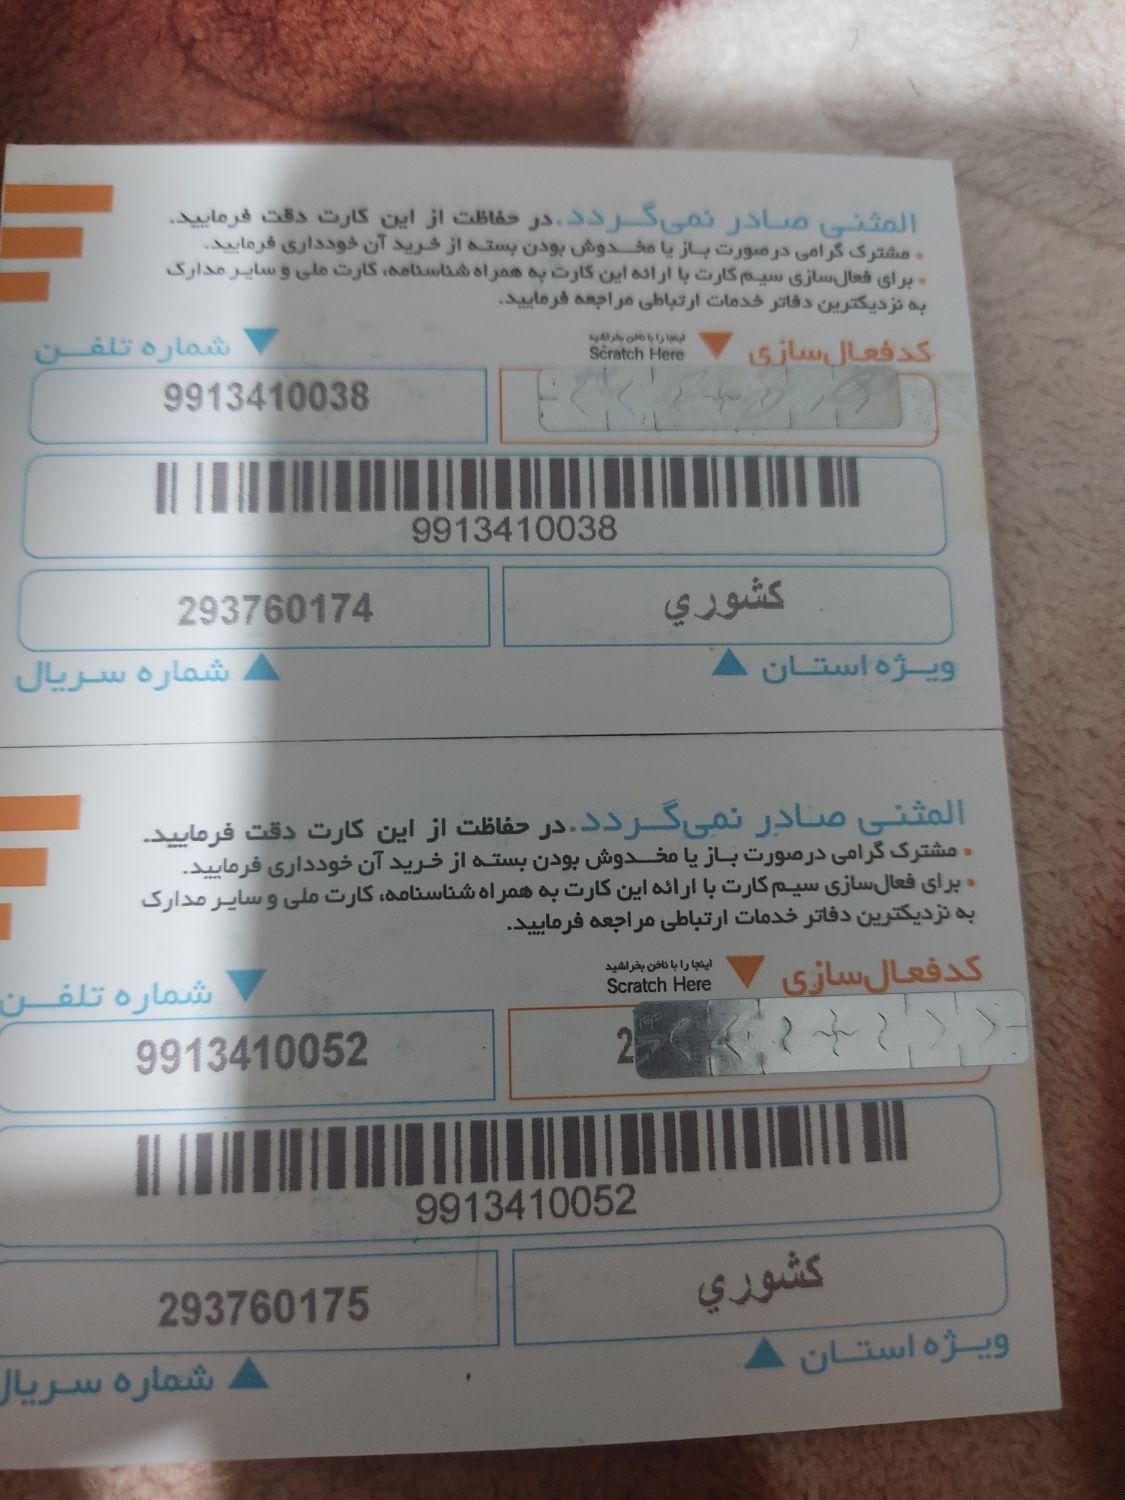 المثنی صادر نمی‌گردد. در حفاظت از این کارت دقت فرمایید.
• مشترک گرامی درصورت باز یا مخدوش بودن بسته از خرید آن خودداری فرمایید.
• برای فعال‌سازی سیم کارت با ارائه این کارت به همراه شناسنامه، کارت ملی و سایر مدارک
به نزدیکترین دفاتر خدمات ارتباطی مراجعه فرمایید.
کدفعال‌سازی
اینجا را با ناخن بخراشید
Scratch Here
شماره تلفن
9913410038
9913410038
كشوري
293760174
ویژه استان
شماره سریال
المثنی صادر نمی‌گردد. در حفاظت از این کارت دقت فرمایید.
• مشترک گرامی درصورت باز یا مخدوش بودن بسته از خرید آن خودداری فرمایید.
• برای فعال‌سازی سیم کارت با ارائه این کارت به همراه شناسنامه، کارت ملی و سایر مدارک
به نزدیکترین دفاتر خدمات ارتباطی مراجعه فرمایید.
کدفعال‌سازی
اینجا را با ناخن بخراشید
Scratch Here
شماره تلفن
2
9913410052
9913410052
كشوري
293760175
ویژه استان
شماره سریال